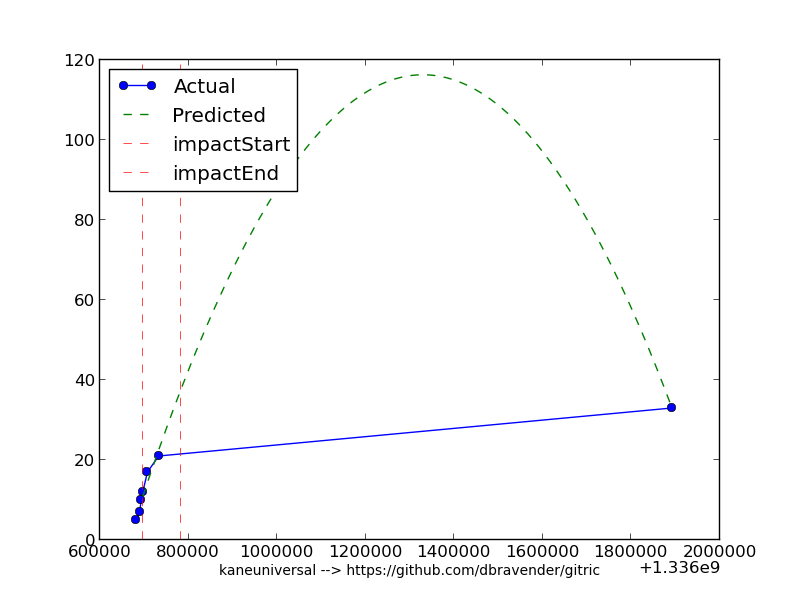 120
100
80
60
40
20
0
Actual
Predicted
impactStart
impactEnd
600000 800000 1000000 1200000 1400000 1600000 1800000 2000000
+1.336e9
kaneuniversal --> https://github.com/dbravender/gitric